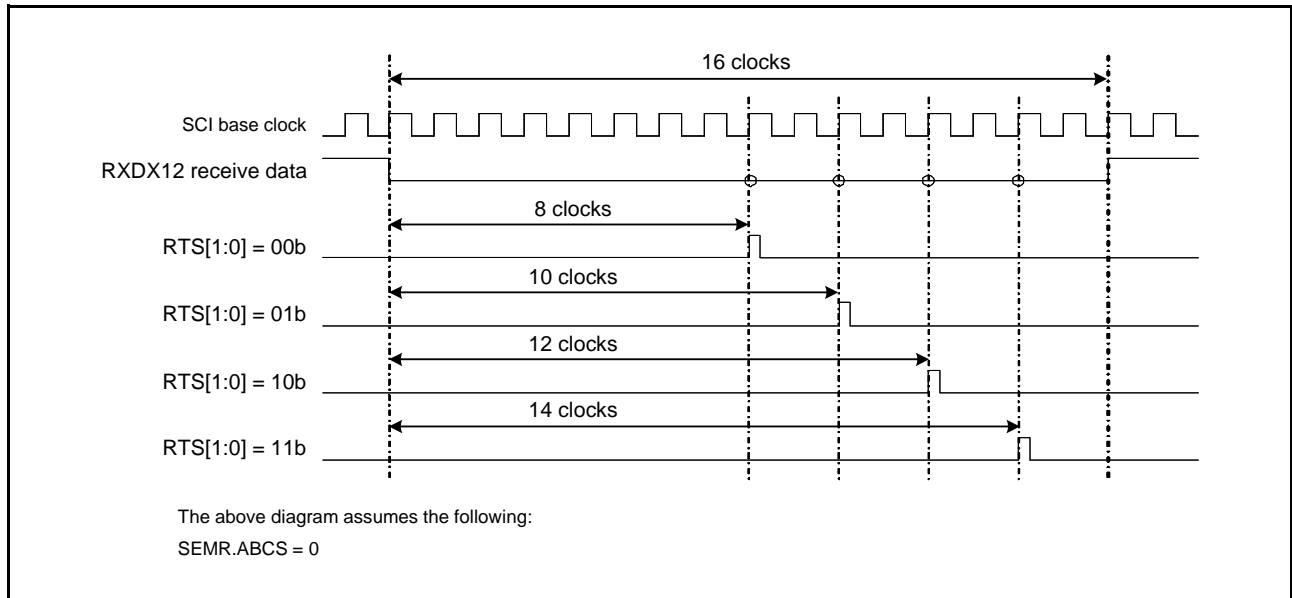 16 clocks
SCI base clock
RXDX12 receive data
8 clocks
RTS[1:0] = 00b
10 clocks
RTS[1:0] = 01b
12 clocks
RTS[1:0] = 10b
14 clocks
RTS[1:0] = 11b
The above diagram assumes the following:
SEMR.ABCS = 0